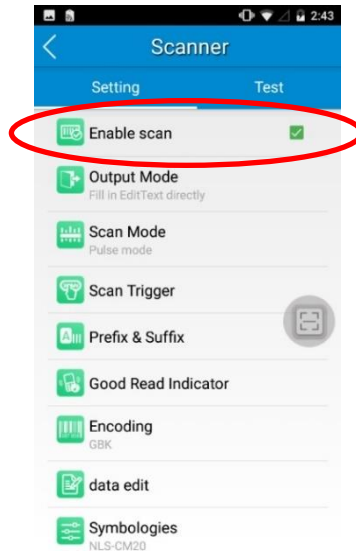 2:43
Scanner
Setting Test
Enable scan
Output Mode
Fill in EditText directly
Scan Mode
Pulse mode
Scan Trigger
Prefix & Suffix
Good Read Indicator
Encoding
GBK
data edit
Symbologies
NLS-CM20